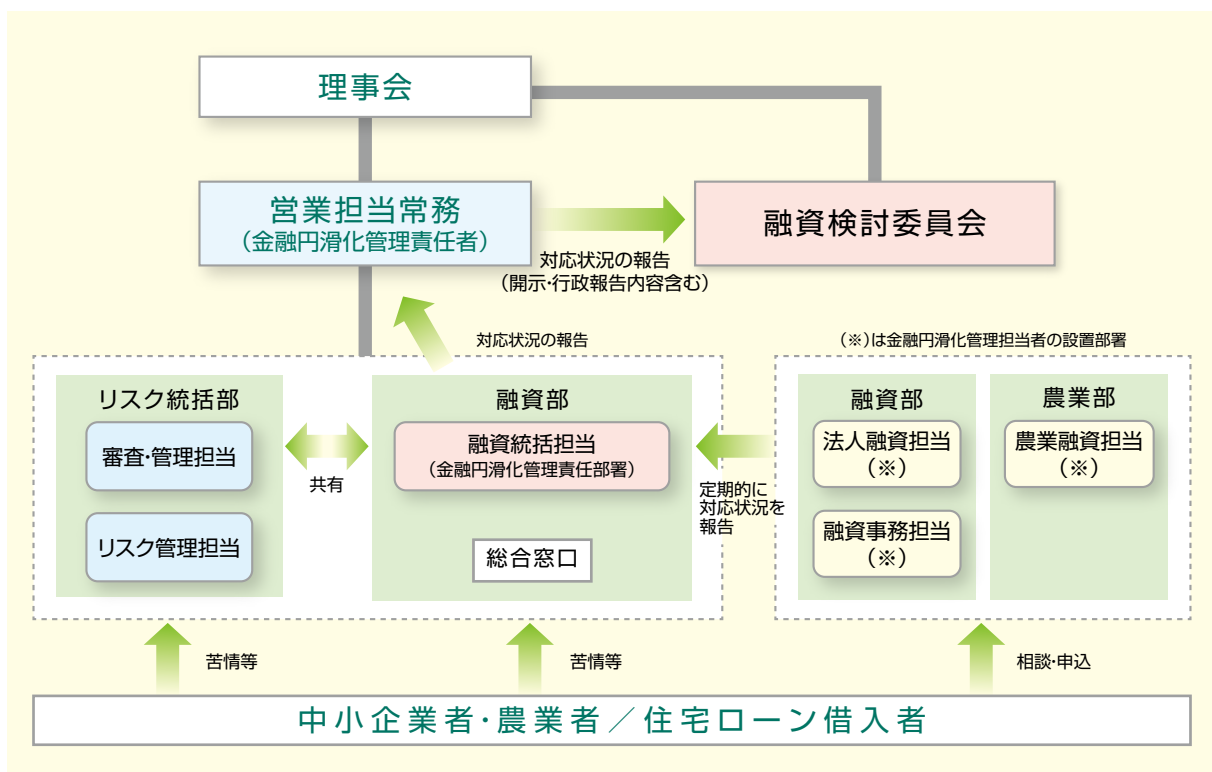 理事会
営業担当常務
（金融円滑化管理責任者）
融資検討委員会
対応状況の報告
（開示・行政報告内容含む）
対応状況の報告
（※）は金融円滑化管理担当者の設置部署
リスク統括部
審査・管理担当
リスク管理担当
共有
融資部
融資統括担当
（金融円滑化管理責任部署）
総合窓口
定期的に
対応状況を
報告
融資部
法人融資担当
（※）
融資事務担当
（※）
農業部
農業融資担当
（※）
苦情等
苦情等
相談・申込
中小企業者・農業者／住宅ローン借入者